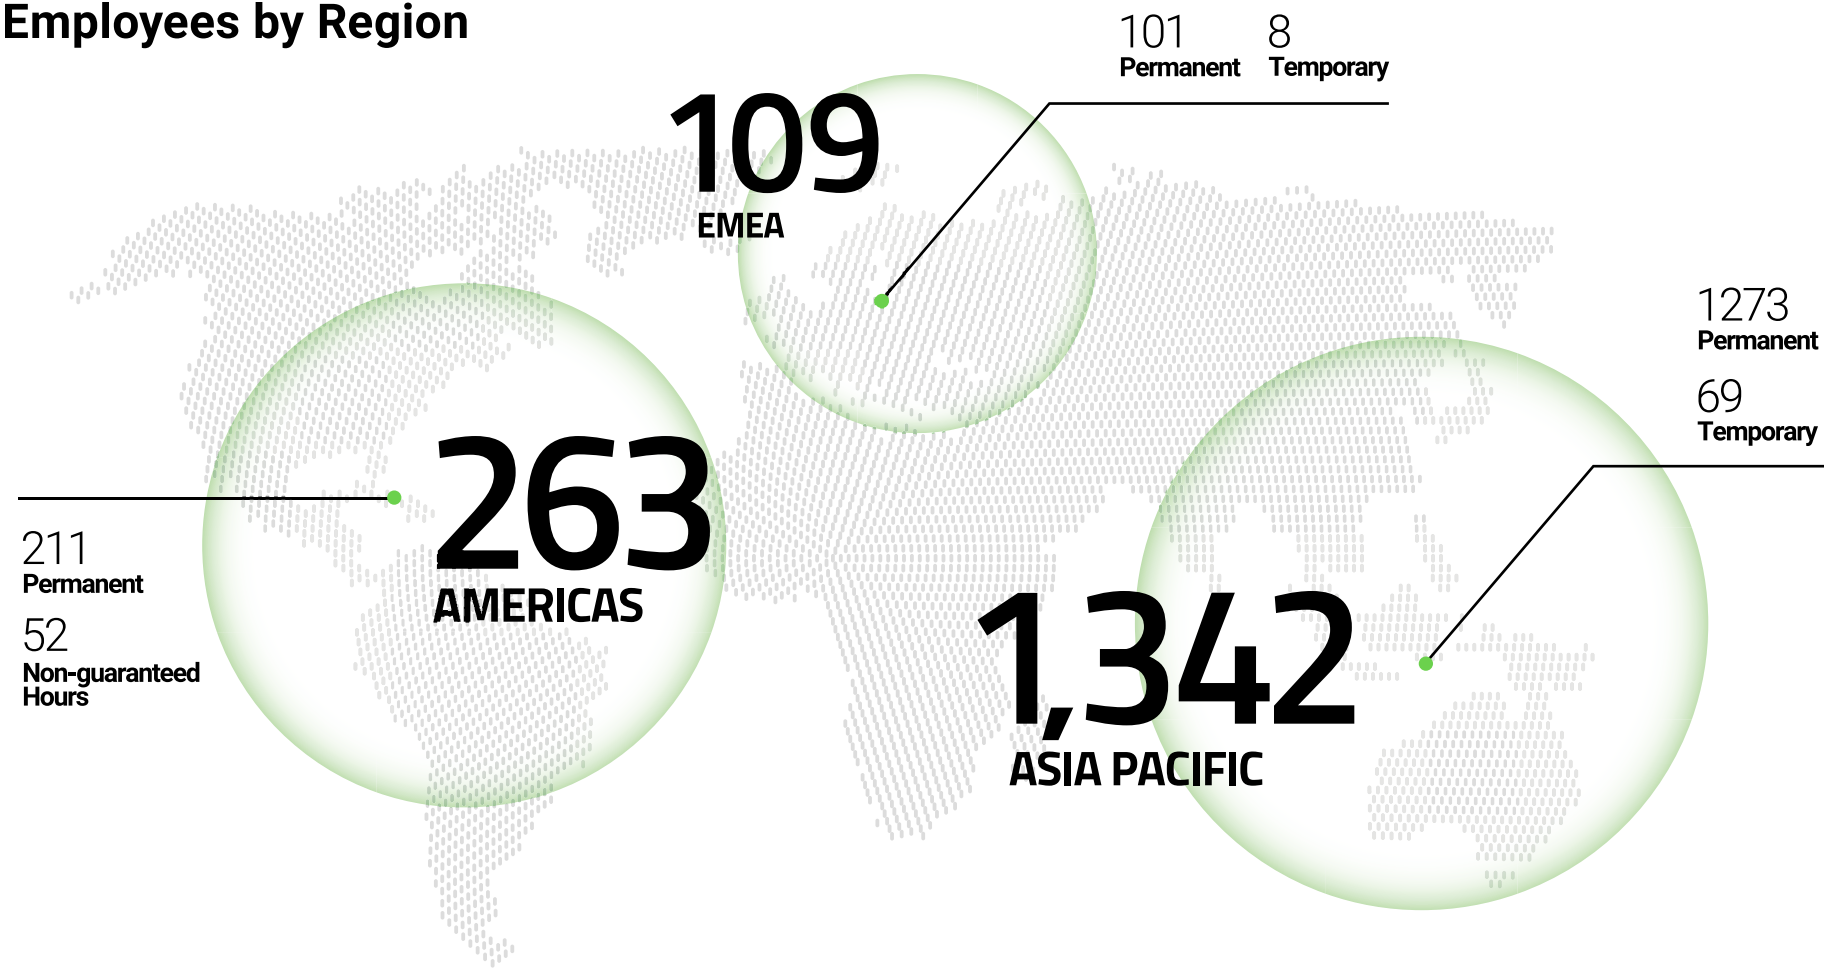 Employees by Region
101 8
Permanent Temporary
109
EMEA
1273
Permanent
69
Temporary
263
AMERICAS
211
Permanent
52
Non-guaranteed
Hours
1,342
ASIA PACIFIC